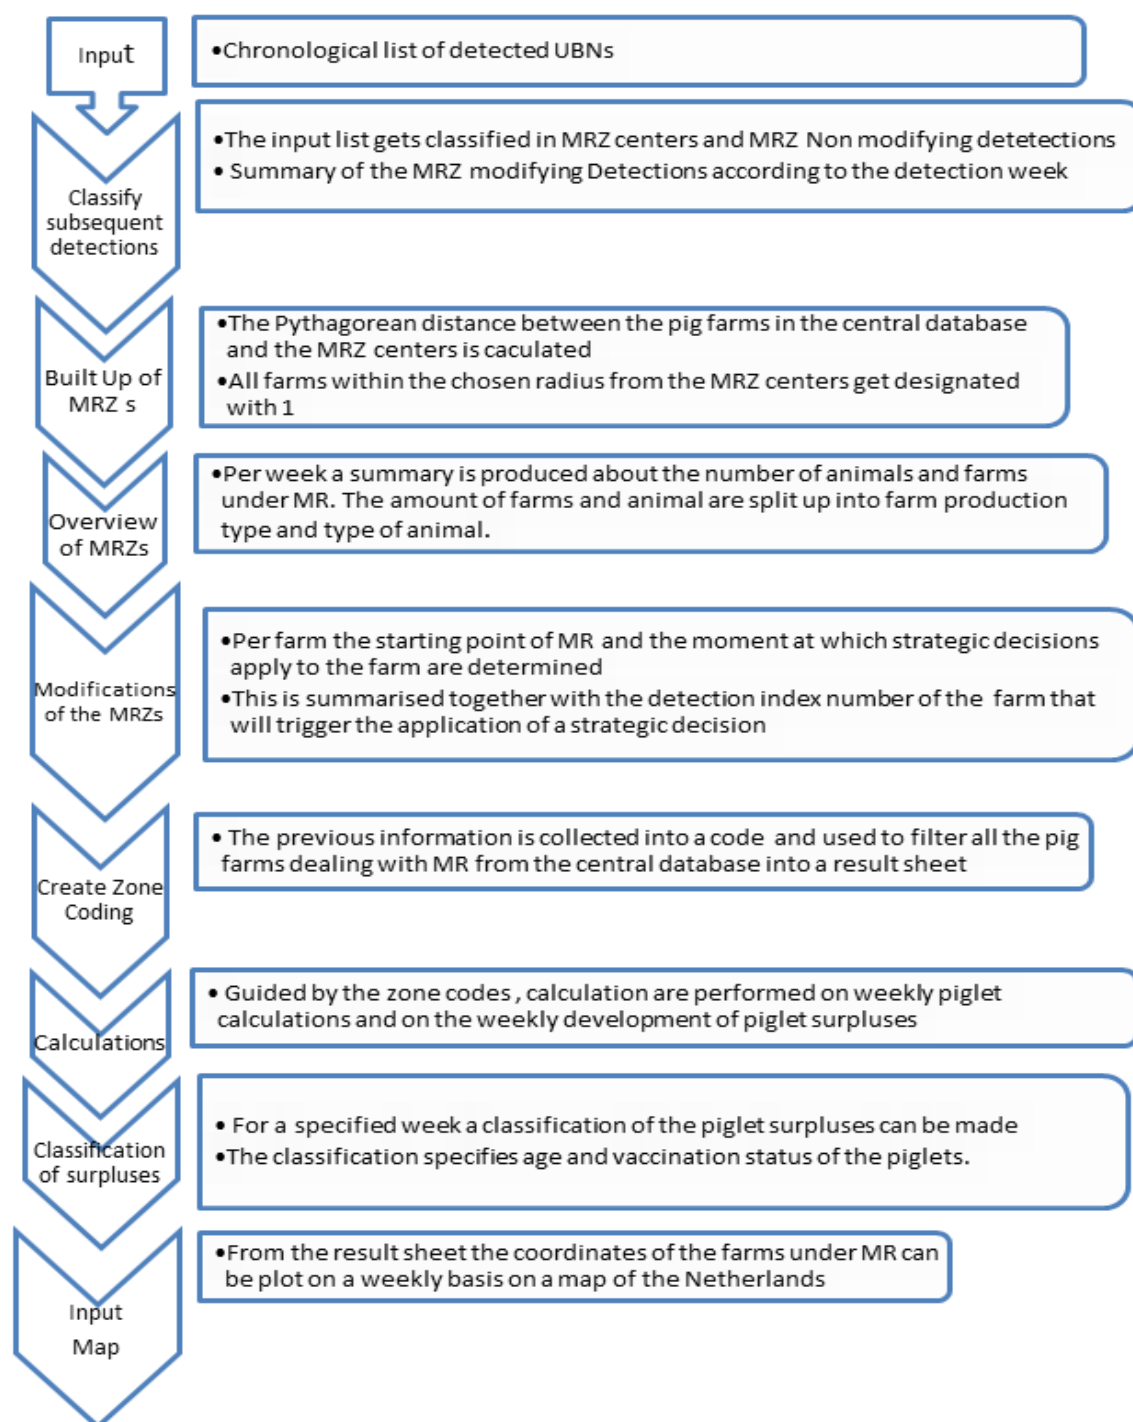 Input
•Chronological list of detected UBNs
Classify
subsequent
detections
•The input list gets classified in MRZ centers and MRZ Non modifying detetections
• Summary of the MRZ modifying Detections according to the detection week
Built Up of
MRZ s
•The Pythagorean distance between the pig farms in the central database
and the MRZ centers is caculated
•All farms within the chosen radius from the MRZ centers get designated
with 1
Overview
of MRZs
•Per week a summary is produced about the number of animals and farms
under MR. The amount of farms and animal are split up into farm production
type and type of animal.
Modifications
of the MRZs
•Per farm the starting point of MR and the moment at which strategic decisions
apply to the farm are determined
•This is summarised together with the detection index number of the farm that
will trigger the application of a strategic decision
Create Zone
Coding
• The previous information is collected into a code and used to filter all the pig
farms dealing with MR from the central database into a result sheet
Calculations
• Guided by the zone codes , calculation are performed on weekly piglet
calculations and on the weekly development of piglet surpluses
Classification
of surpluses
• For a specified week a classification of the piglet surpluses can be made
•The classification specifies age and vaccination status of the piglets.
Input
Map
•From the result sheet the coordinates of the farms under MR can
be plot on a weekly basis on a map of the Netherlands